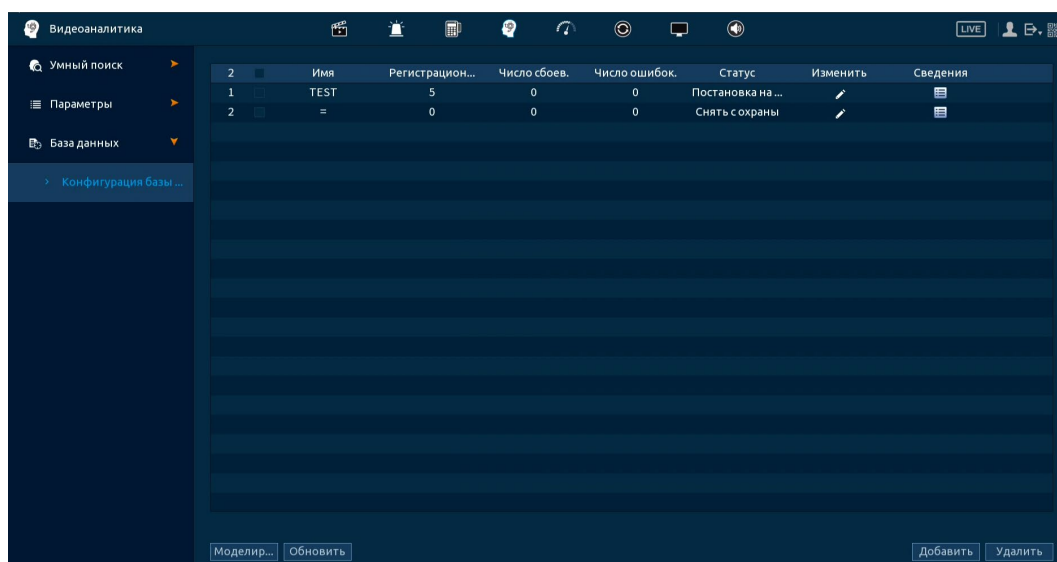 Видеоаналитика LIVE
Умный поиск
Параметры
База данных
Конфигурация базы ...
2 Имя Регистрацион... Число сбоев. Число ошибок. Статус Изменить Сведения
1 TEST 5 0 0 Постановка на ...
2 = 0 0 0 Снять с охраны
Моделир... Обновить Добавить Удалить